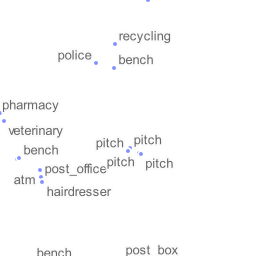 recycling
police
bench
pharmacy
veterinary
pitch
pitch
bench
pitch
pitch
post_office
atm
hairdresser
bench
post_box